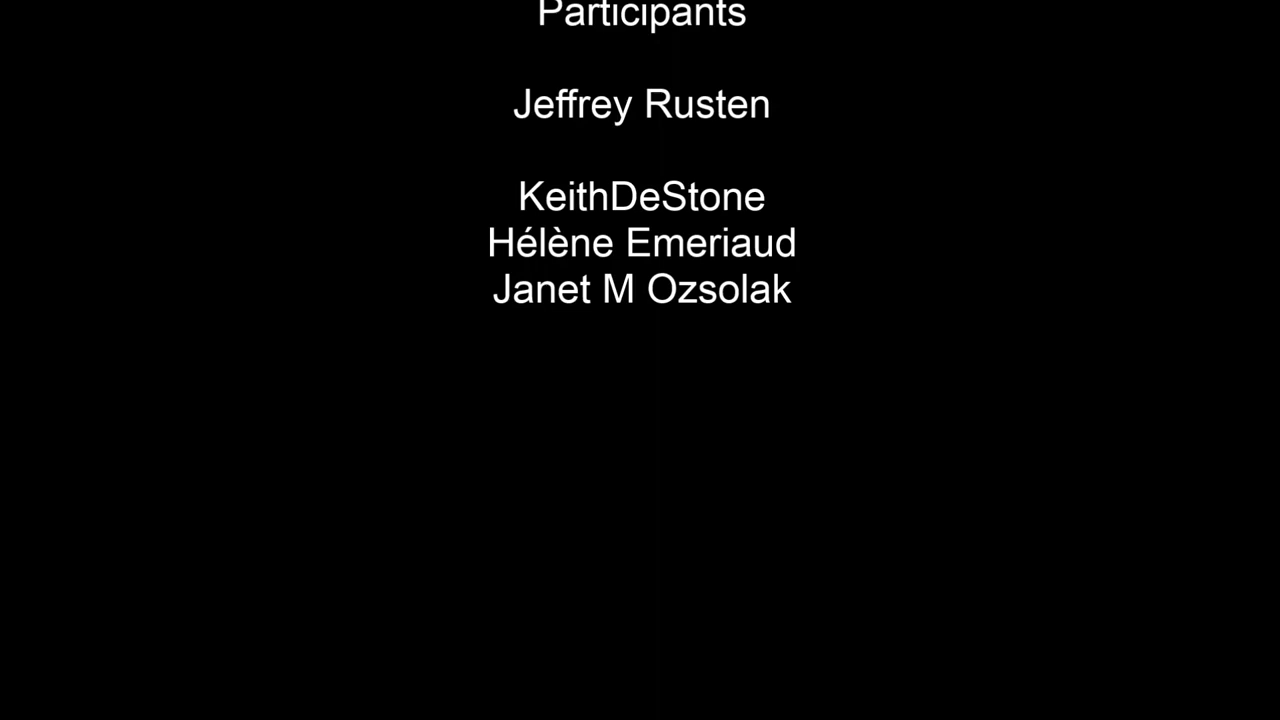 Participants
Jeffrey Rusten
KeithDeStone
Hélène Emeriaud
Janet M Ozsolak